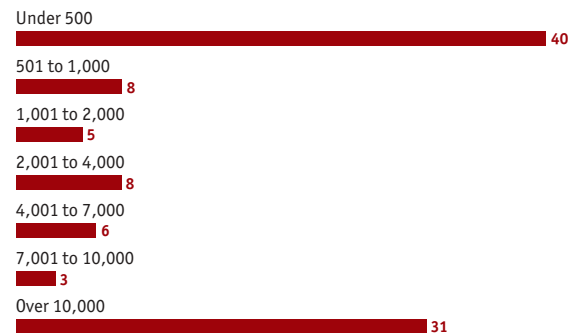 Under 500
40
501 to 1,000
8
1,001 to 2,000
5
2,001 to 4,000
8
4,001 to 7,000
6
7,001 to 10,000
3
Over 10,000
31